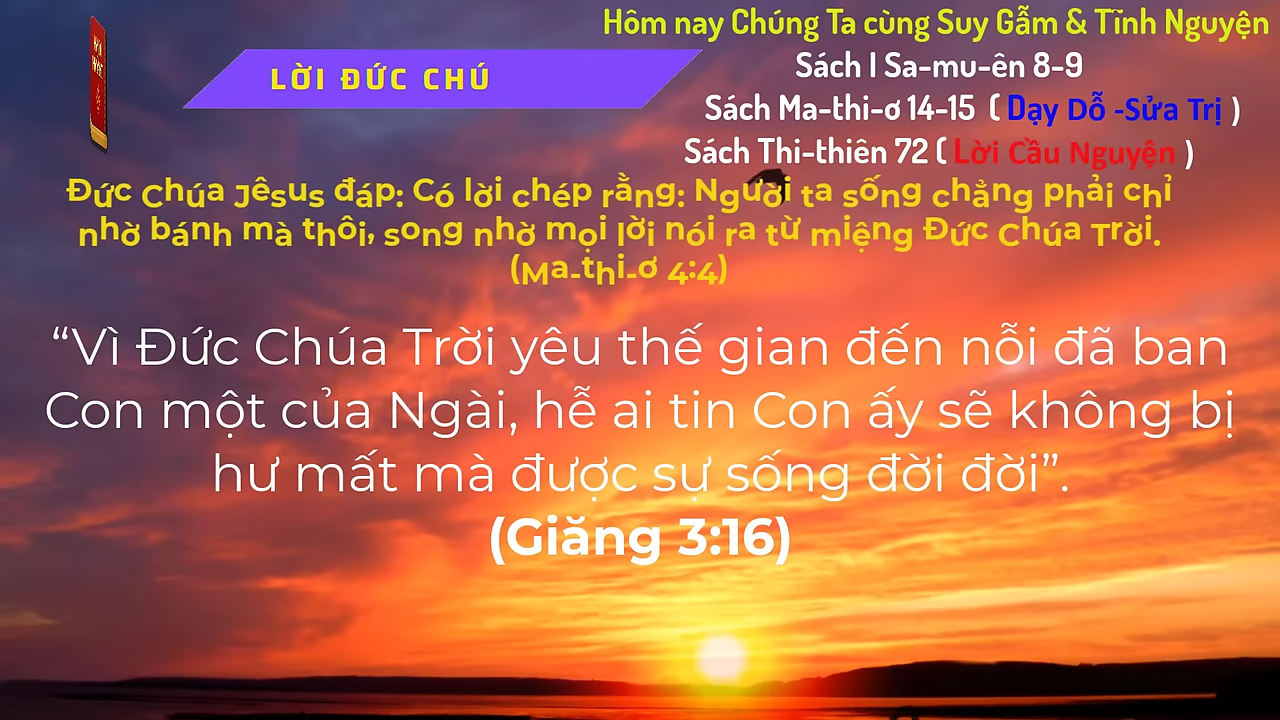 Hôm nay Chúng Ta cùng Suy Gẫm & Tĩnh Nguyện
LỜI ĐỨC CHÚ
Sách I Sa-mu-ên 8-9
Sách Ma-thi-ơ 14-15 ( Dạy Dỗ -Sửa Trị )
Sách Thi-thiên 72 ( Lời Cầu Nguyện )
Đức Chúa Jêsus đáp: Có lời chép rằng: Người ta sống chẳng phải chỉ
nhờ bánh mà thôi, song nhờ mọi lời nói ra từ miệng Đức Chúa Trời.
(Ma-thi-ơ 4:4)
“Vì Đức Chúa Trời yêu thế gian đến nỗi đã ban
Con một của Ngài, hễ ai tin Con ấy sẽ không bị
hư mất mà được sự sống đời đời”.
(Giăng 3:16)